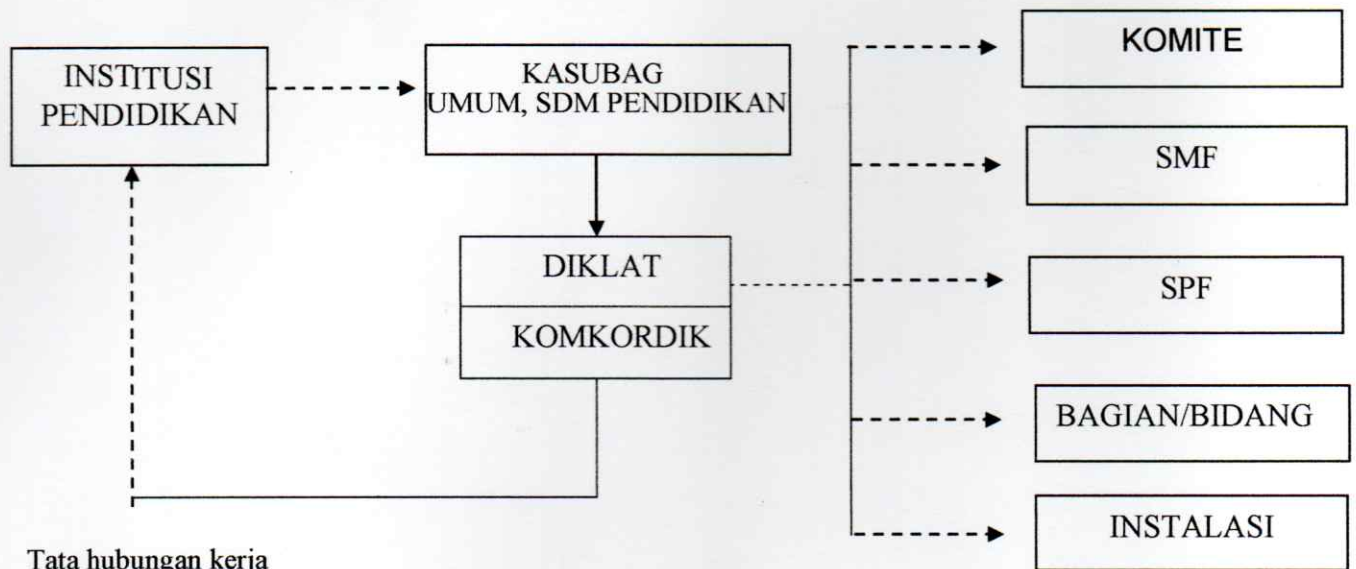 INSTITUSI
PENDIDIKAN
KASUBAG
UMUM, SDM PENDIDIKAN
DIKLAT
KOMKORDIK
KOMITE
SMF
SPF
BAGIAN/BIDANG
INSTALASI
Tata hubungan kerja